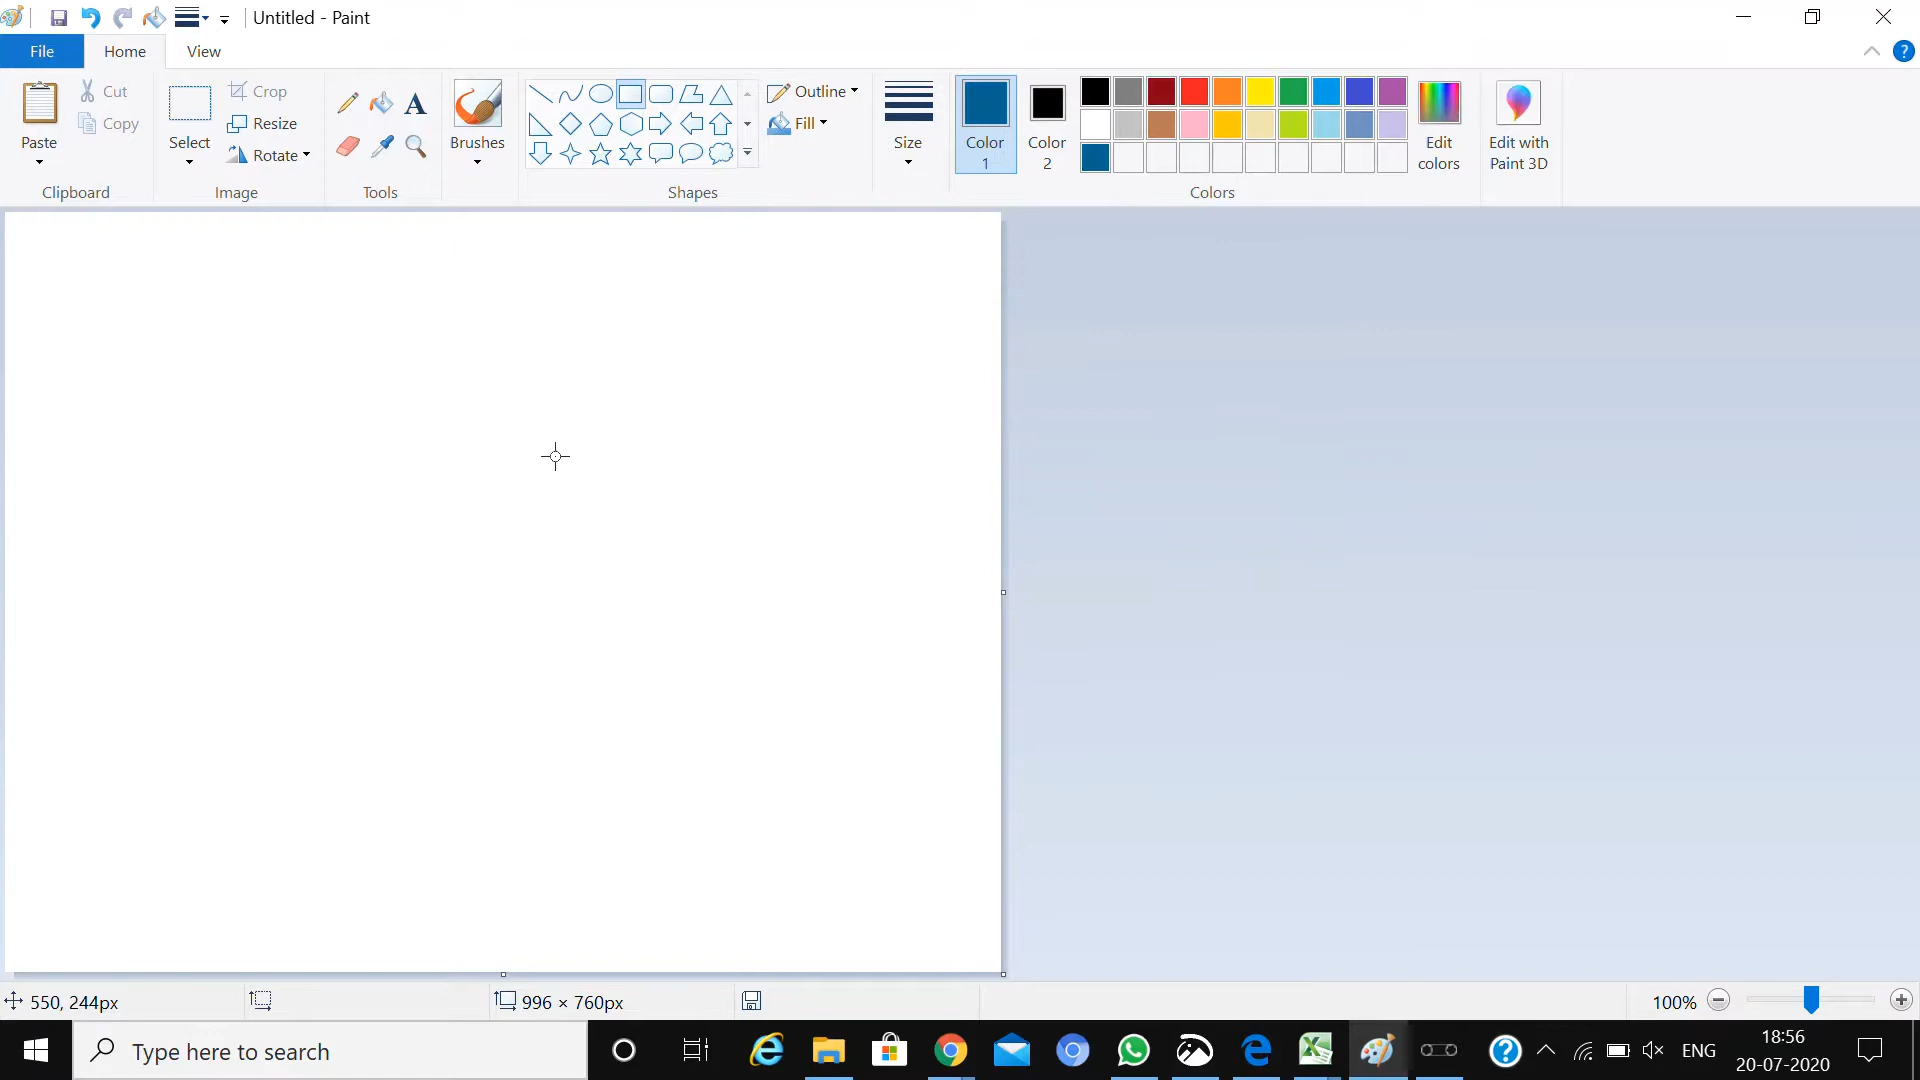 Untitled - Paint
File
Home
View
Paste
Cut
Copy
Clipboard
Select
Crop
Resize
Rotate
Image
A
Tools
Brushes
Shapes
Outline
Fill
Size
Color
1
Color
2
Colors
Edit
colors
Edit with
Paint 3D
?
550, 244px
996 × 760px
100%
Type here to search
?
ENG
18:56
20-07-2020